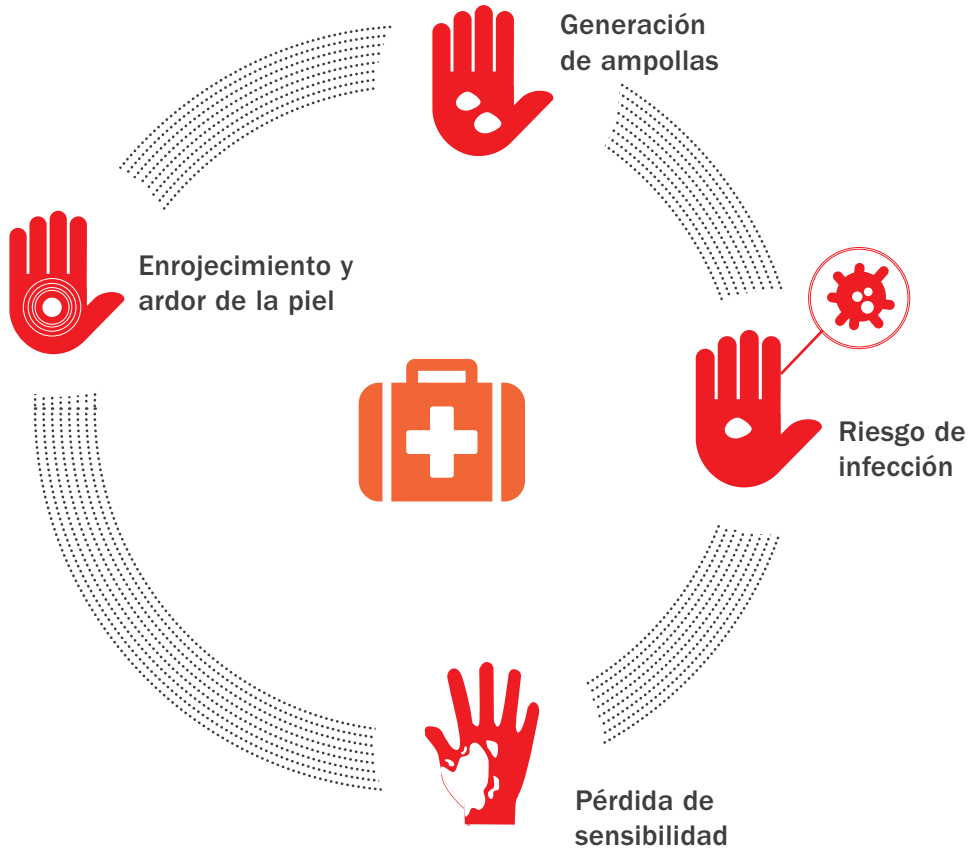 Generación
de ampollas
Enrojecimiento y
ardor de la piel
Riesgo de
infección
Pérdida de
sensibilidad